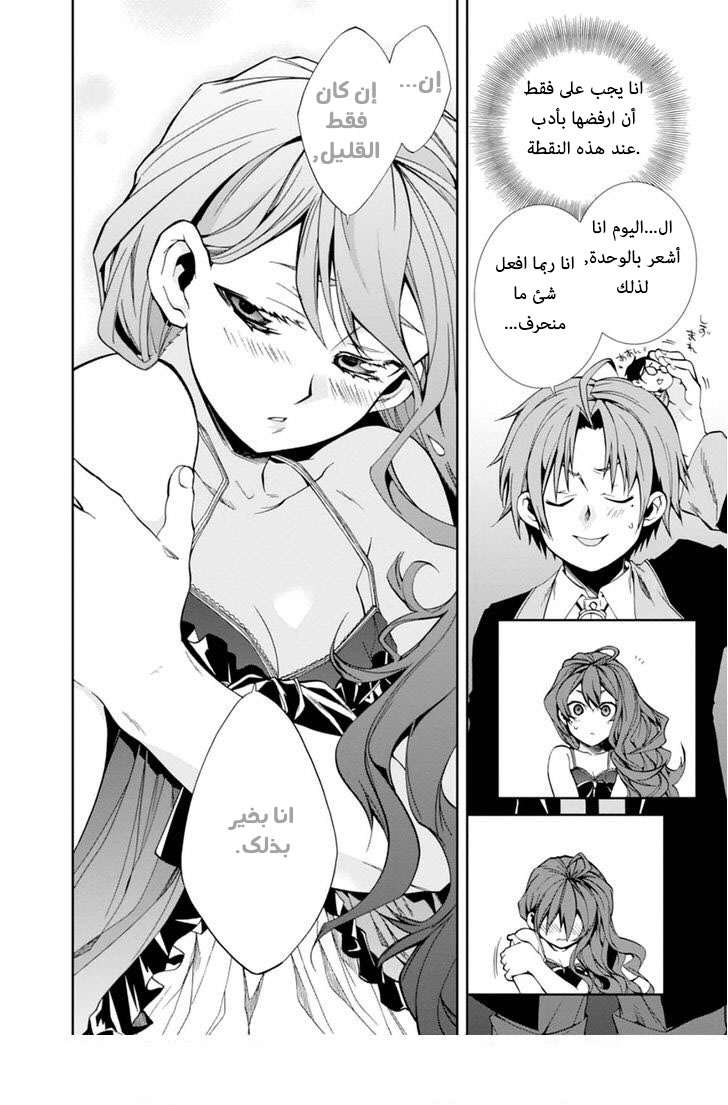 انا يجب على فقط
أن ارفضها بأدب
عند هذه النقطة.
ال...اليوم انا
أشعر بالوحدة,
لذلك
انا ربما افعل
شئ ما
منحرف...
إن...
إن كان
فقط
القليل,
انا بخير
بذلك.